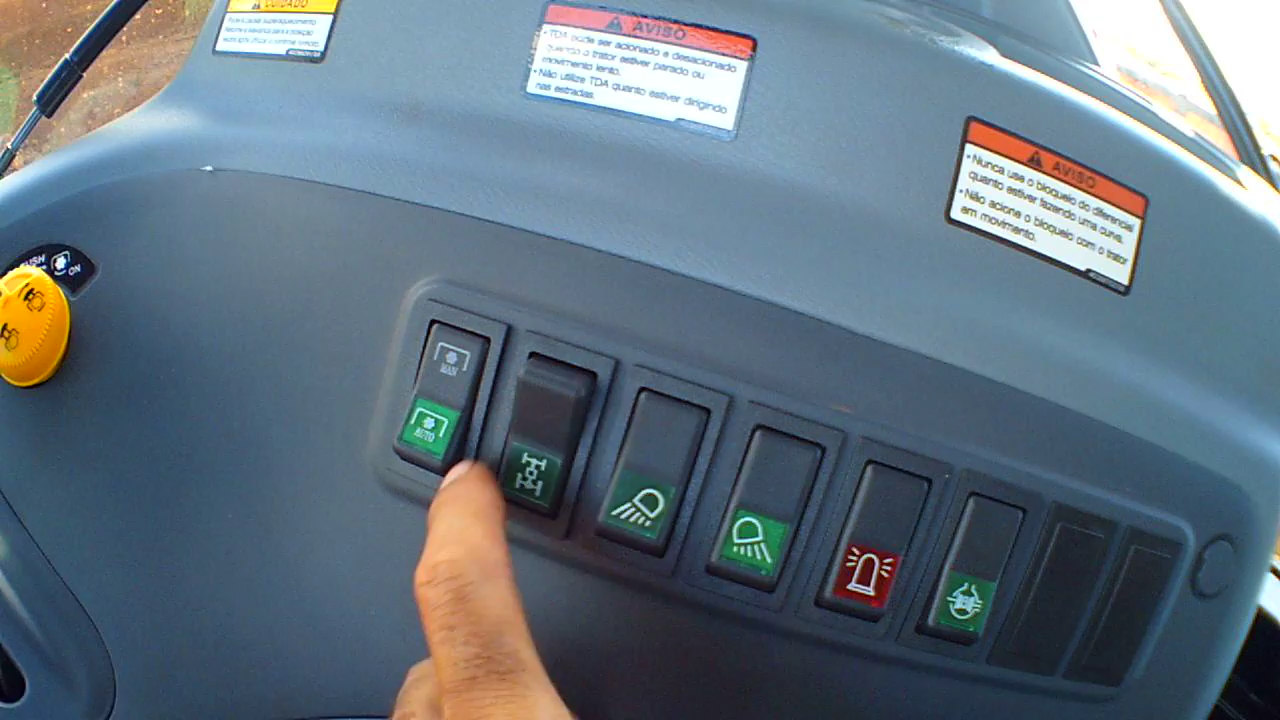 CUIDADO
AVISO
• TDA pode ser acionado e desacionado
quando o trator estiver parado ou
movimento lento.
• Não utilize TDA quanto estiver dirigindo
nas estradas.
AVISO
• Nunca use o bloqueio do diferencial
quanto estiver fazendo uma curva.
• Não acione o bloqueio com o trator
em movimento.
PUSH
ON
MAN
AUTO